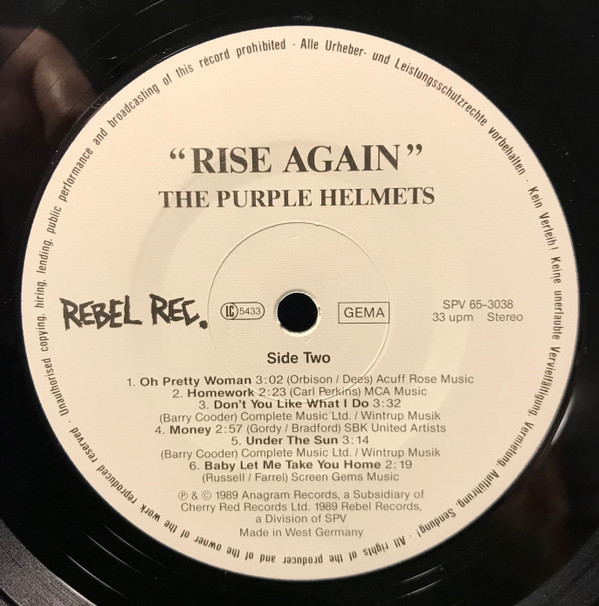 Unauthorised copying, hiring, lending, public performance and broadcasting of this record prohibited · Alle Urheber- und Leistungsschutzrechte vorbehalten · Kein Verleih! Keine unerlaubte Vervielfältigung, Vermietung, Aufführung, Sendung! · All rights of the producer and of the owner of the work reproduced reserved ·
“RISE AGAIN”
THE PURPLE HELMETS
REBEL REC.
LC 5433
GEMA
SPV 65-3038
33 upm Stereo
Side Two
1. Oh Pretty Woman 3:02 (Orbison / Dees) Acuff Rose Music
2. Homework 2:23 (Carl Perkins) MCA Music
3. Don't You Like What I Do 3:32
(Barry Cooder) Complete Music Ltd. / Wintrup Musik
4. Money 2:57 (Gordy / Bradford) SBK United Artists
5. Under The Sun 3:14
(Barry Cooder) Complete Music Ltd. / Wintrup Musik
6. Baby Let Me Take You Home 2:19
(Russell / Farrel) Screen Gems Music
℗ & © 1989 Anagram Records, a Subsidiary of
Cherry Red Records Ltd. 1989 Rebel Records,
a Division of SPV
Made in West Germany